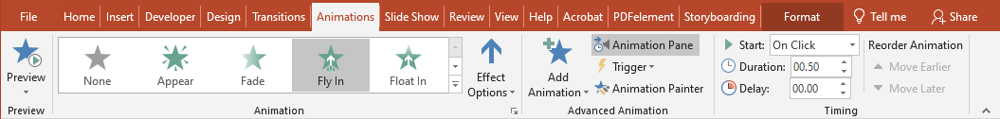 File Home Insert Developer Design Transitions Animations Slide Show Review View Help Acrobat PDFelement Storyboarding Format Tell me Share
Preview
None Appear Fade Fly In Float In
Effect Options
Add Animation
Animation Pane
Trigger
Animation Painter
Start: On Click
Duration: 00.50
Delay: 00.00
Reorder Animation
Move Earlier
Move Later
Preview Animation Advanced Animation Timing